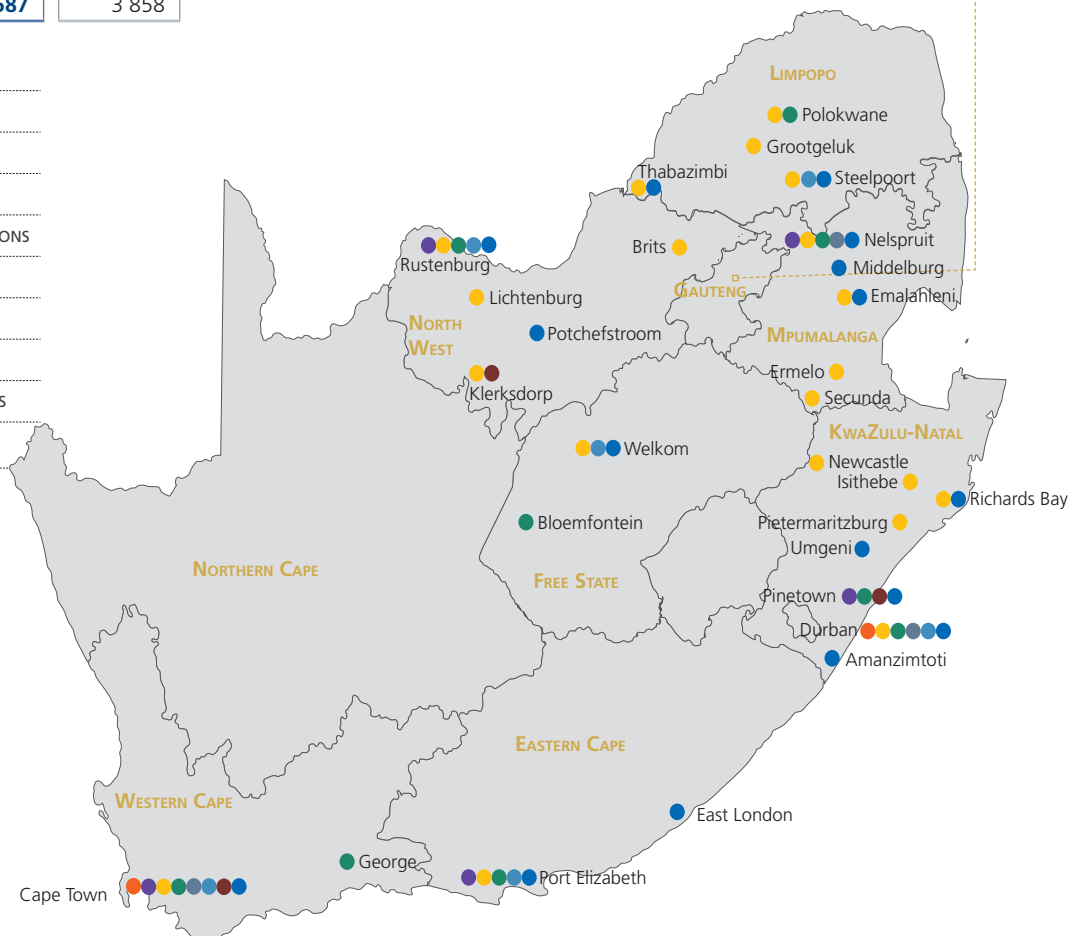 587
3 858
ONS
S
LIMPOPO
Polokwane
Grootgeluk
Thabazimbi
Steelpoort
Nelspruit
Brits
Rustenburg
Middelburg
GAUTENG
Emalahleni
Lichtenburg
NORTH
WEST
Potchefstroom
MPUMALANGA
Ermelo
Klerksdorp
Secunda
KWAZULU-NATAL
Welkom
Newcastle
Isithebe
Richards Bay
Bloemfontein
Pietermaritzburg
Umgeni
NORTHERN CAPE
FREE STATE
Pinetown
Durban
Amanzimtoti
EASTERN CAPE
WESTERN CAPE
East London
George
Port Elizabeth
Cape Town